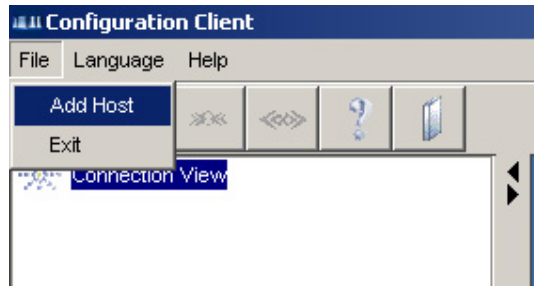 Configuration Client
File Language Help
Add Host
Exit
Connection View